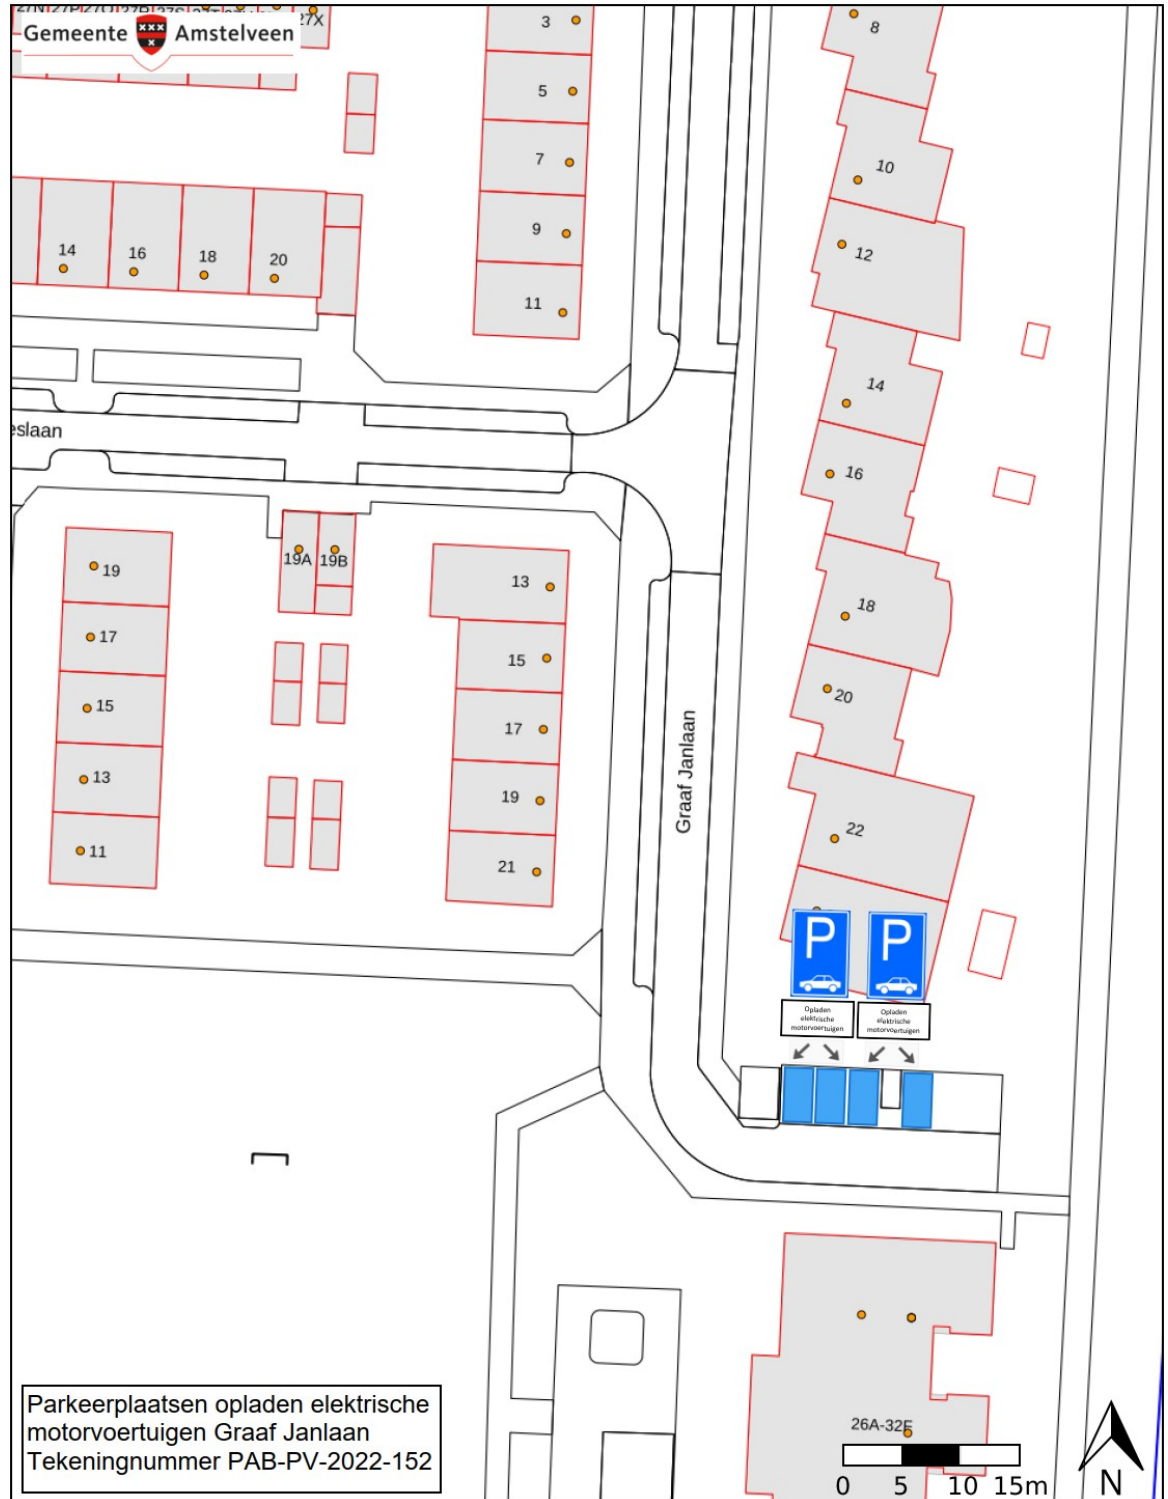 27X
Gemeente Amstelveen
3
5
7
9
11
14
16
18
20
8
10
12
14
16
18
20
22
eslaan
19
17
15
13
11
19A
19B
13
15
17
19
21
Graaf Janlaan
P
P
Opladen
elektrische
motorvoertuigen
Opladen
elektrische
motorvoertuigen
26A-32F
Parkeerplaatsen opladen elektrische
motorvoertuigen Graaf Janlaan
Tekeningnummer PAB-PV-2022-152
0 5 10 15m
N